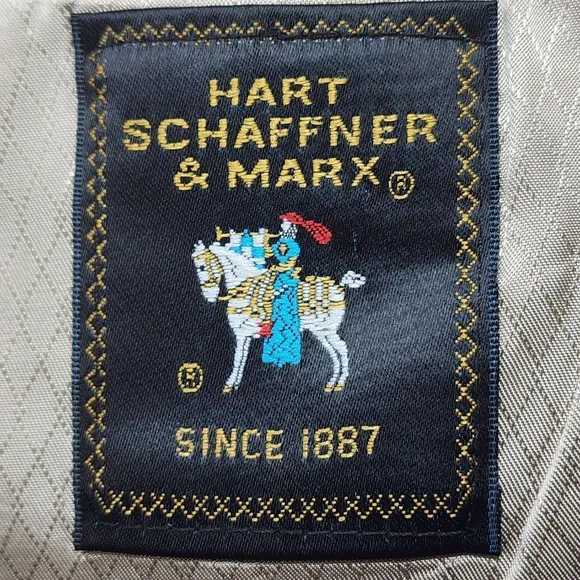 HART
SCHAFFNER
& MARX®
®
SINCE 1887